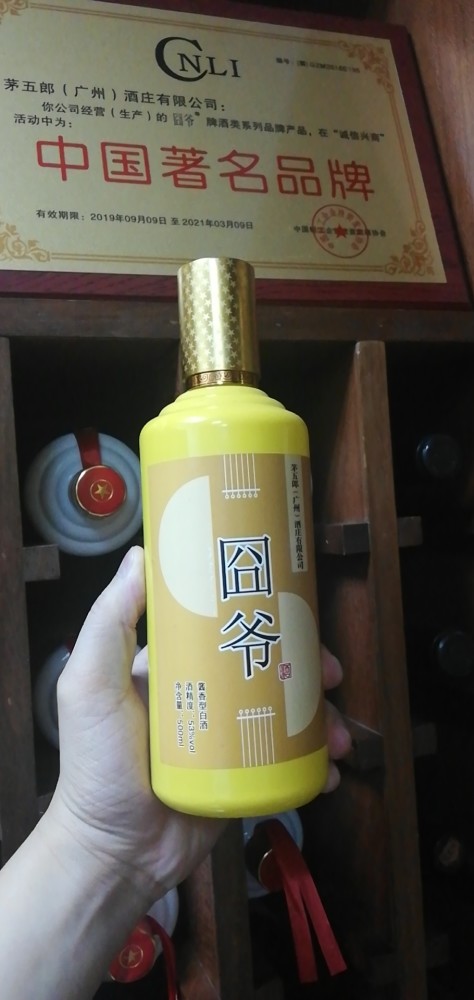 CNLI
茅五郎（广州）酒庄有限公司：
你公司经营（生产）的 囧爷® 牌酒类系列品牌产品，在“诚信兴商”
活动中为：
中国著名品牌
有效期限：2019年09月09日 至 2021年03月09日
茅五郎（广州）酒庄有限公司
囧爷
酱香型白酒
酒精度：53%vol
净含量：500ml